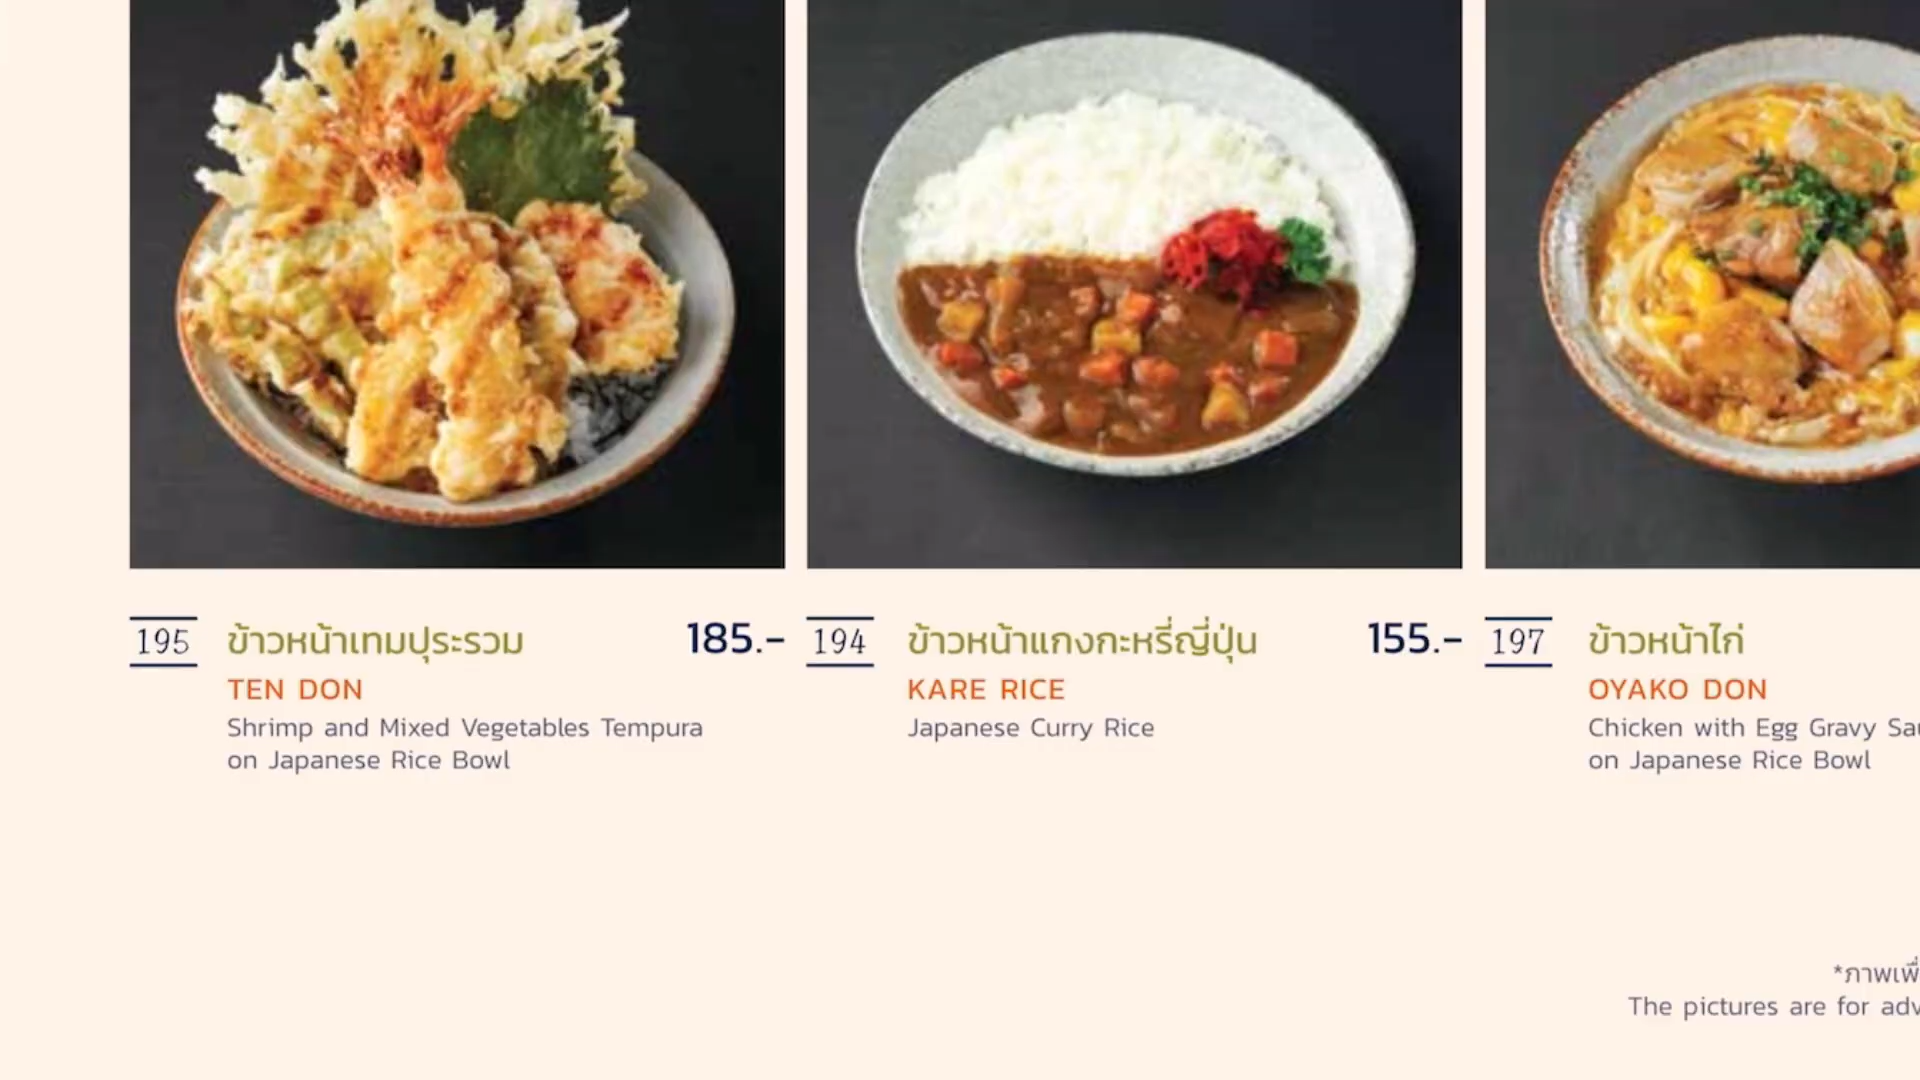 195 ข้าวหน้าเทมปุระรวม 185.-
TEN DON
Shrimp and Mixed Vegetables Tempura
on Japanese Rice Bowl
194 ข้าวหน้าแกงกะหรี่ญี่ปุ่น 155.-
KARE RICE
Japanese Curry Rice
197 ข้าวหน้าไก่
OYAKO DON
Chicken with Egg Gravy
on Japanese Rice Bowl
The pictures are for